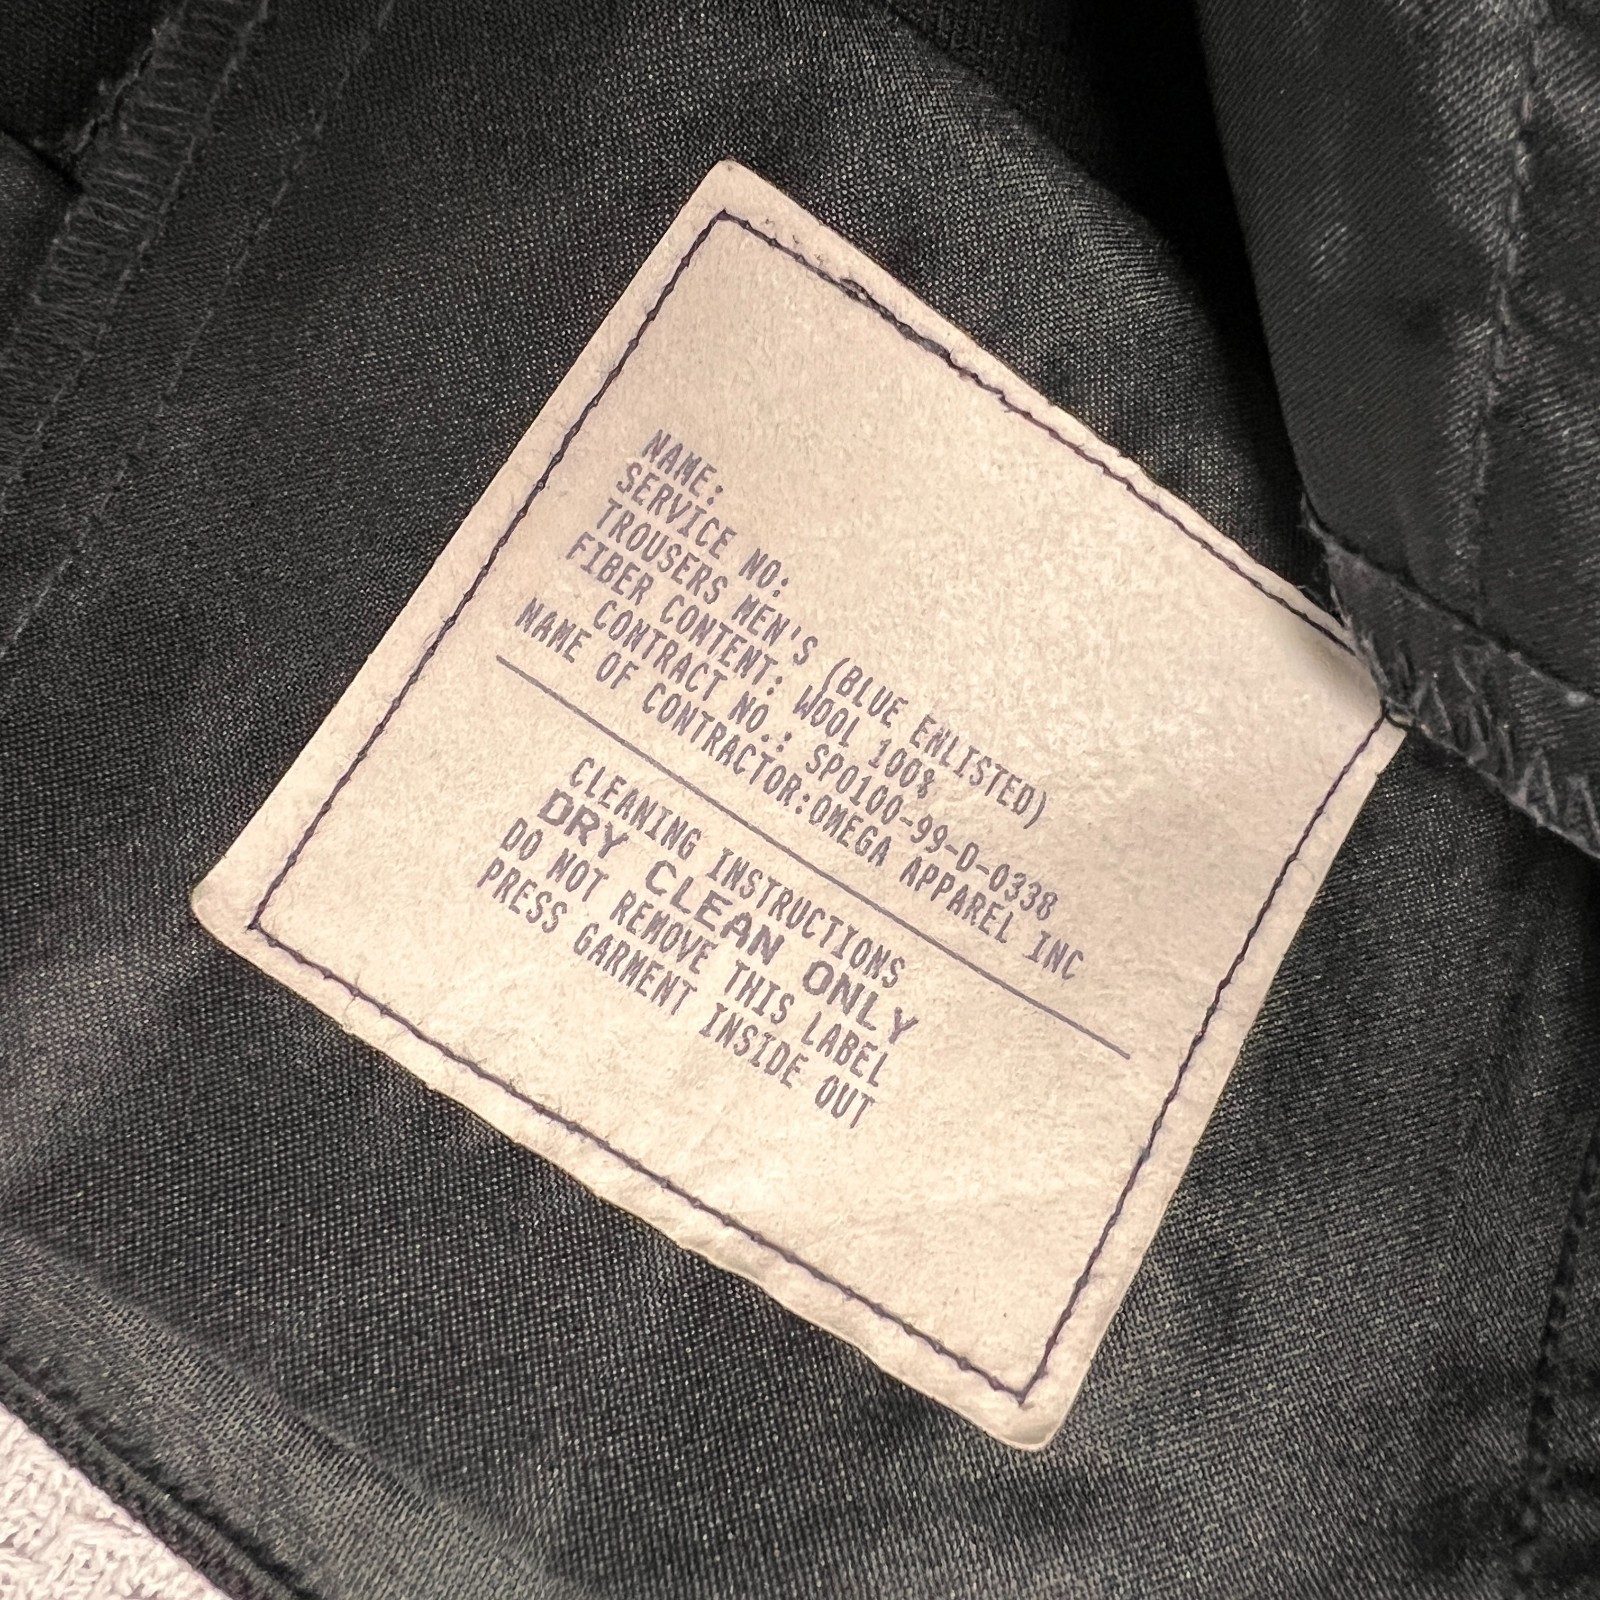 NAME:
SERVICE NO:
TROUSERS MEN'S (BLUE ENLISTED)
FIBER CONTENT: WOOL 100%
CONTRACT NO.: SPO100-99-D-0338
NAME OF CONTRACTOR:OMEGA APPAREL INC
CLEANING INSTRUCTIONS
DRY CLEAN ONLY
DO NOT REMOVE THIS LABEL
PRESS GARMENT INSIDE OUT